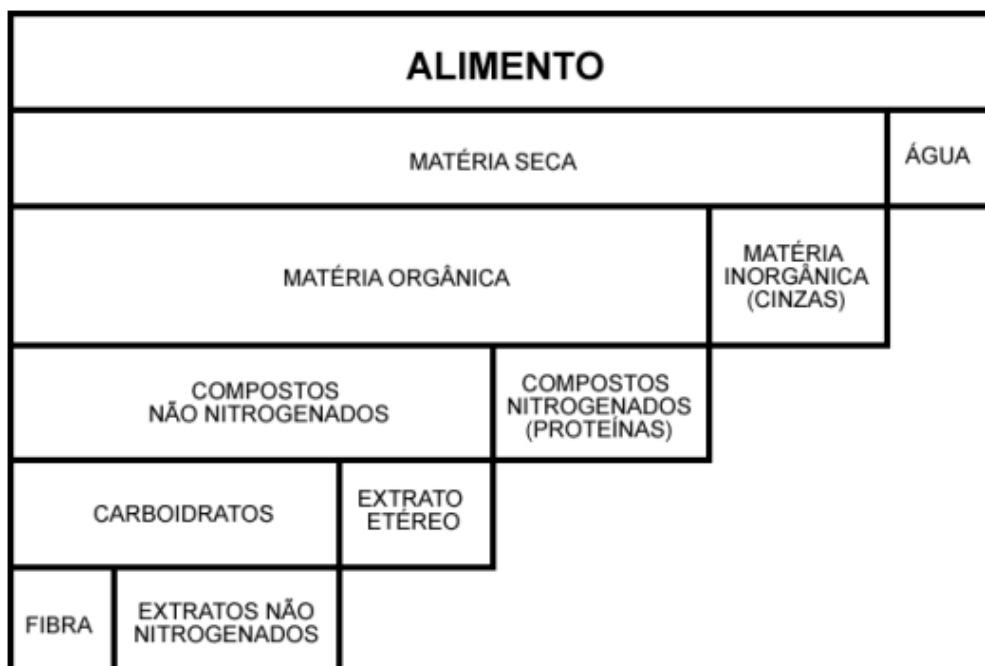 ALIMENTO
MATÉRIA SECA
ÁGUA
MATÉRIA ORGÂNICA
MATÉRIA
INORGÂNICA
(CINZAS)
COMPOSTOS
NÃO NITROGENADOS
COMPOSTOS
NITROGENADOS
(PROTEÍNAS)
CARBOIDRATOS
EXTRATO
ETÉREO
FIBRA
EXTRATOS NÃO
NITROGENADOS